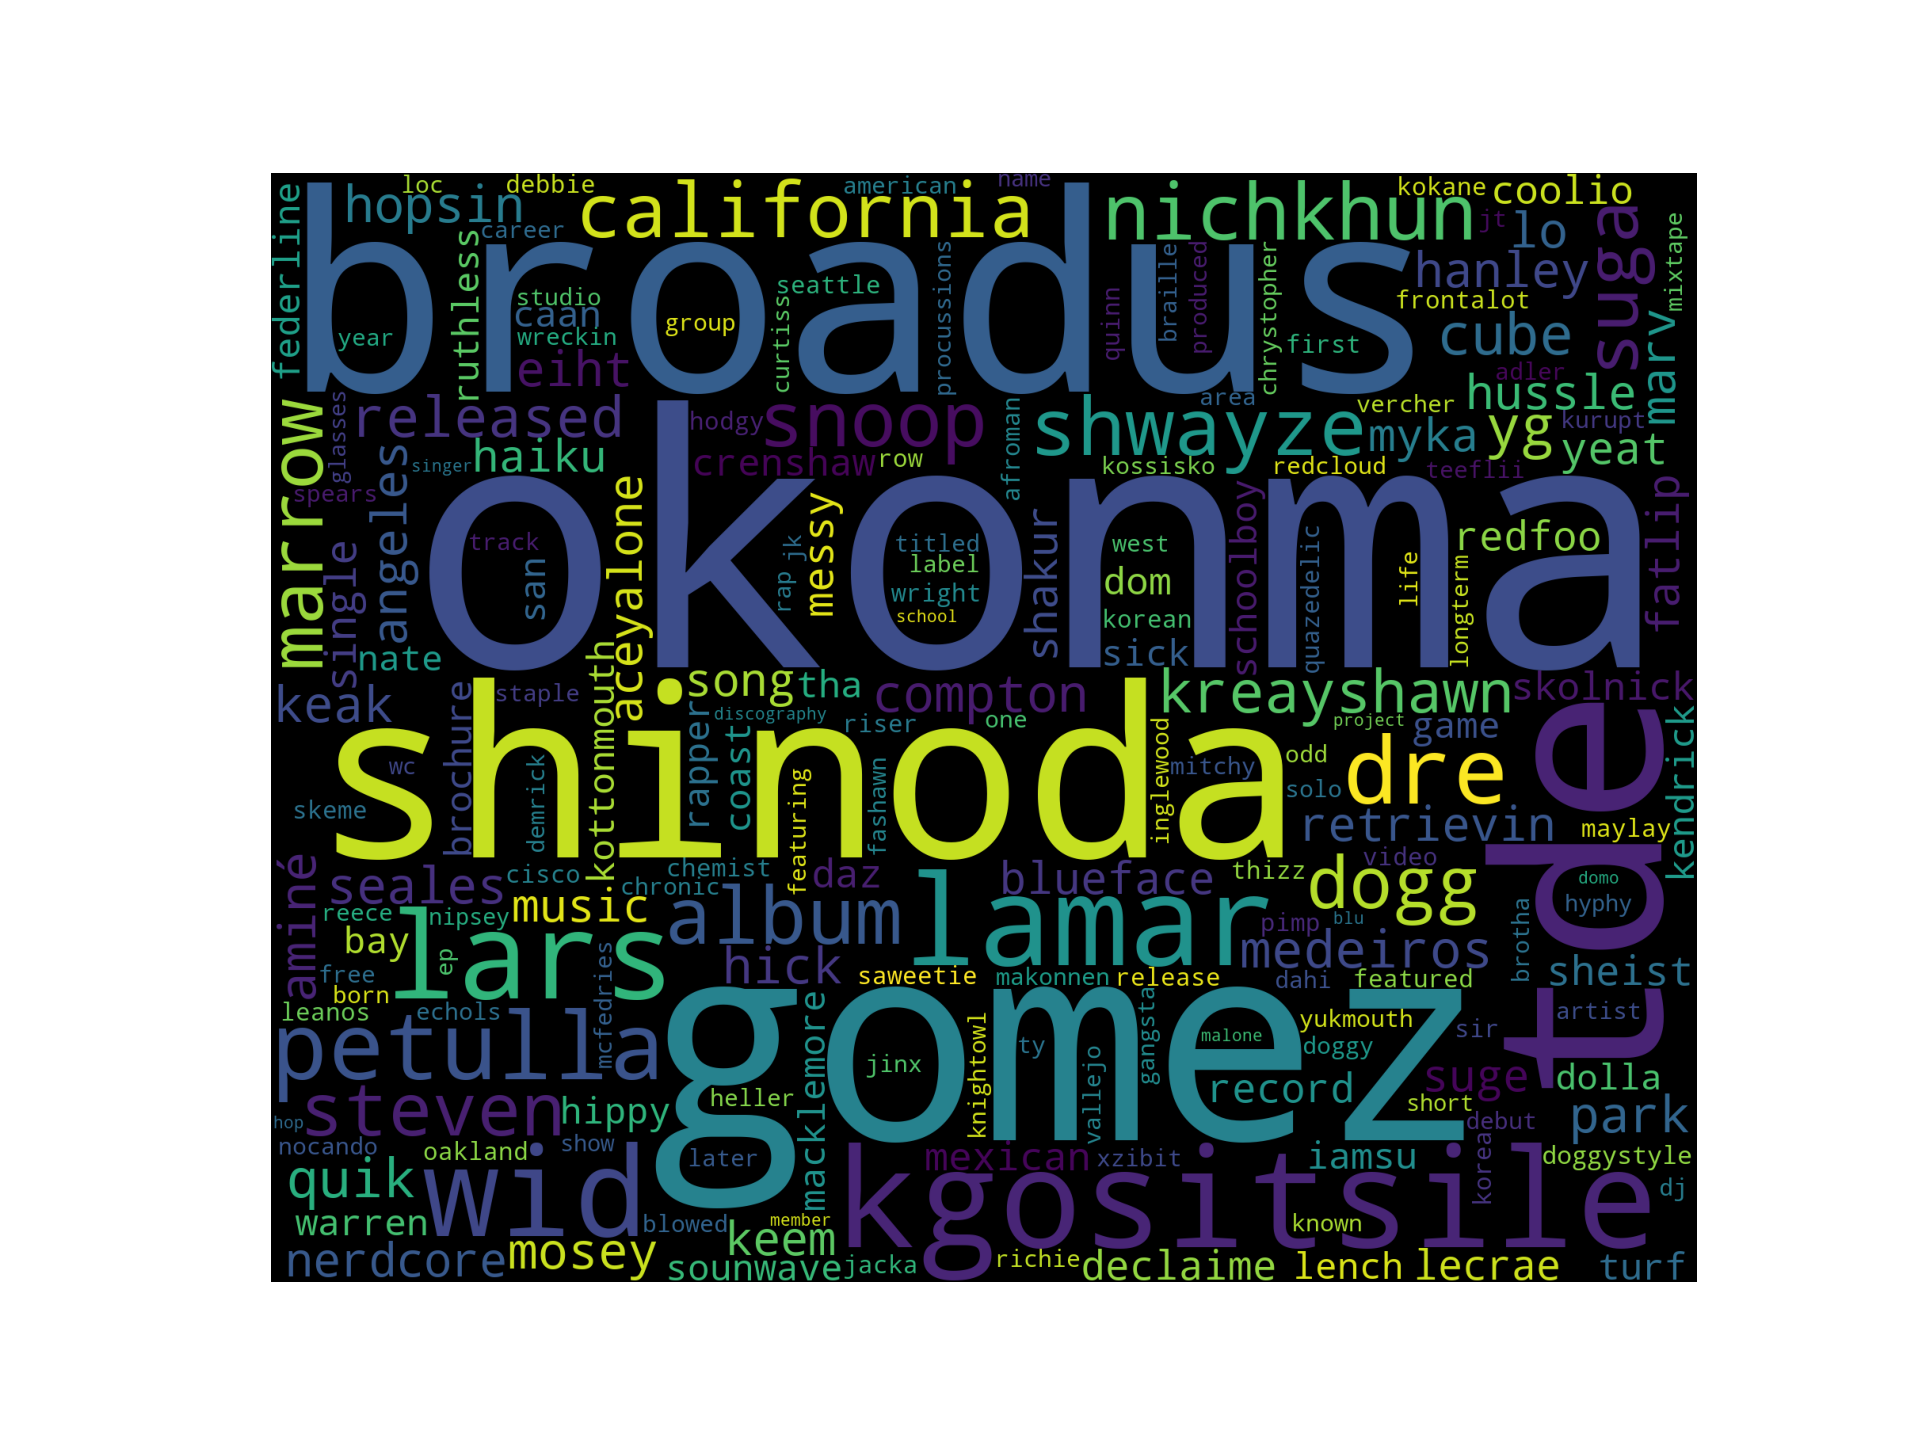 broadus
okonma
shinoda
gomez
tde
kgositsile
lamar
lars
petulla
wid
steven
dre
dogg
california
nichkhun
suga
snoop
shwayze
marrow
kreayshawn
album
hopsin
loc
debbie
american
name
kokane
coolio
career
jt
lo
mixtape
federline
ruthless
studio
caan
wreckin
year
group
seattle
curtiss
procussions
quinn
braille
produced
chrystopher
first
hanley
frontalot
cube
marv
adler
eiht
released
glasses
hodgy
area
vercher
hussle
kurupt
yg
yeat
myka
haiku
singer
crenshaw
row
afroman
kossisko
redcloud
teeflii
spears
angeles
single
aceyalone
messy
track
san
rap
jk
titled
label
wright
school
shakur
west
dom
korean
sick
schoolboy
quazedelic
life
longterm
redfoo
fatlip
nate
keak
staple
song
tha
compton
skolnick
discography
riser
one
project
game
kendrick
brochure
kottonmouth
rapper
coast
wc
mitchy
odd
inglewood
skeme
demrick
featuring
fashawn
solo
retrievin
maylay
aminé
seales
cisco
chemist
chronic
daz
blueface
thizz
video
domo
hyphy
reece
nipsey
music
bay
ep
hick
pimp
blu
medeiros
brotha
sheist
free
born
mcfedries
saweetie
makonnen
release
dahi
featured
artist
leanos
echols
macklemore
knightowl
ty
gangsta
malone
yukmouth
sir
doggy
jinx
vallejo
record
suge
dolla
hippy
heller
short
debut
park
hop
nocando
oakland
show
later
mexican
xzibit
iamsu
korea
doggystyle
quik
dj
warren
blowed
member
keem
known
nerdcore
mosey
sounwave
jacka
richie
declaime
lench
lecrae
turf